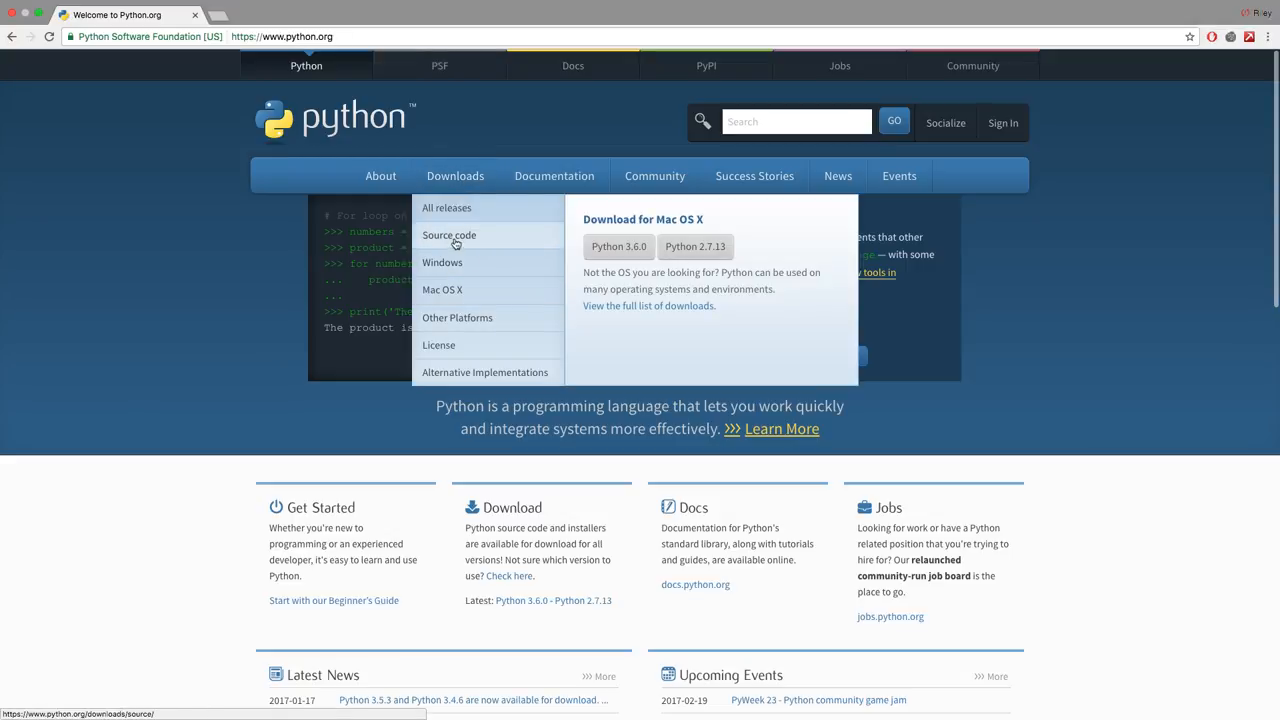 Welcome to Python.org
Riley
Python Software Foundation [US]
https://www.python.org
Python
PSF
Docs
PyPI
Jobs
Community
python™
Search
GO
Socialize
Sign In
About
Downloads
Documentation
Community
Success Stories
News
Events
# For loop on
>>> numbers =
>>> product =
>>> for number
... produc
...
>>> print('The
The product is
All releases
Source code
Windows
Mac OS X
Other Platforms
License
Alternative Implementations
Download for Mac OS X
Python 3.6.0
Python 2.7.13
Not the OS you are looking for? Python can be used on
many operating systems and environments.
View the full list of downloads.
ents that other
ge — with some
tools in
Python is a programming language that lets you work quickly
and integrate systems more effectively. >>> Learn More
Get Started
Whether you're new to
programming or an experienced
developer, it's easy to learn and use
Python.
Start with our Beginner's Guide
Download
Python source code and installers
are available for download for all
versions! Not sure which version to
use? Check here.
Latest: Python 3.6.0 - Python 2.7.13
Docs
Documentation for Python's
standard library, along with tutorials
and guides, are available online.
docs.python.org
Jobs
Looking for work or have a Python
related position that you're trying to
hire for? Our relaunched
community-run job board is the
place to go.
jobs.python.org
Latest News
>>> More
2017-01-17 Python 3.5.3 and Python 3.4.6 are now available for download. ...
Upcoming Events
>>> More
2017-02-19 PyWeek 23 - Python community game jam
https://www.python.org/downloads/source/